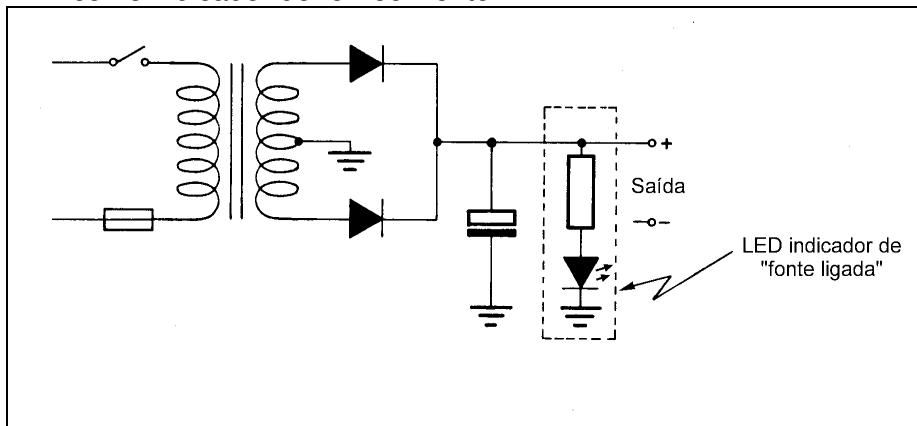 +
Saída
-
LED indicador de
"fonte ligada"